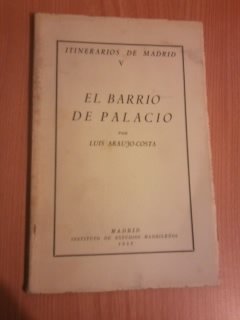 ITINERARIOS DE MADRID
V
EL BARRIO
DE PALACIO
POR
LUIS ARAUJO-COSTA
MADRID
INSTITUTO DE ESTUDIOS MADRILEÑOS